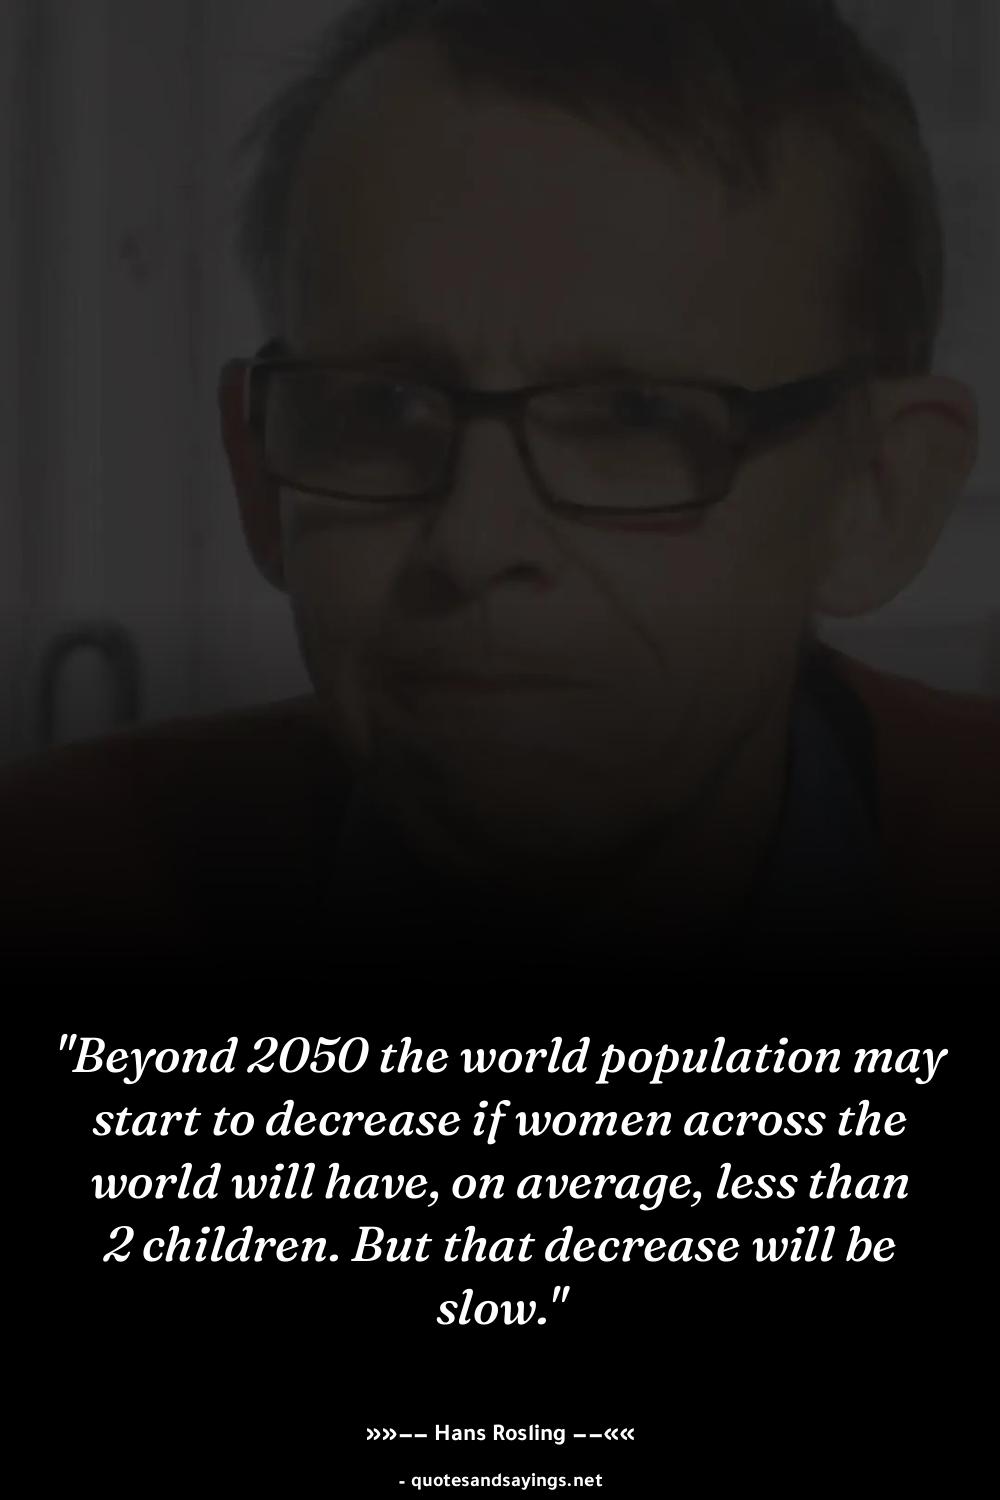 "Beyond 2050 the world population may
start to decrease if women across the
world will have, on average, less than
2 children. But that decrease will be
slow."
»»−− Hans Rosling −−««
- quotesandsayings.net